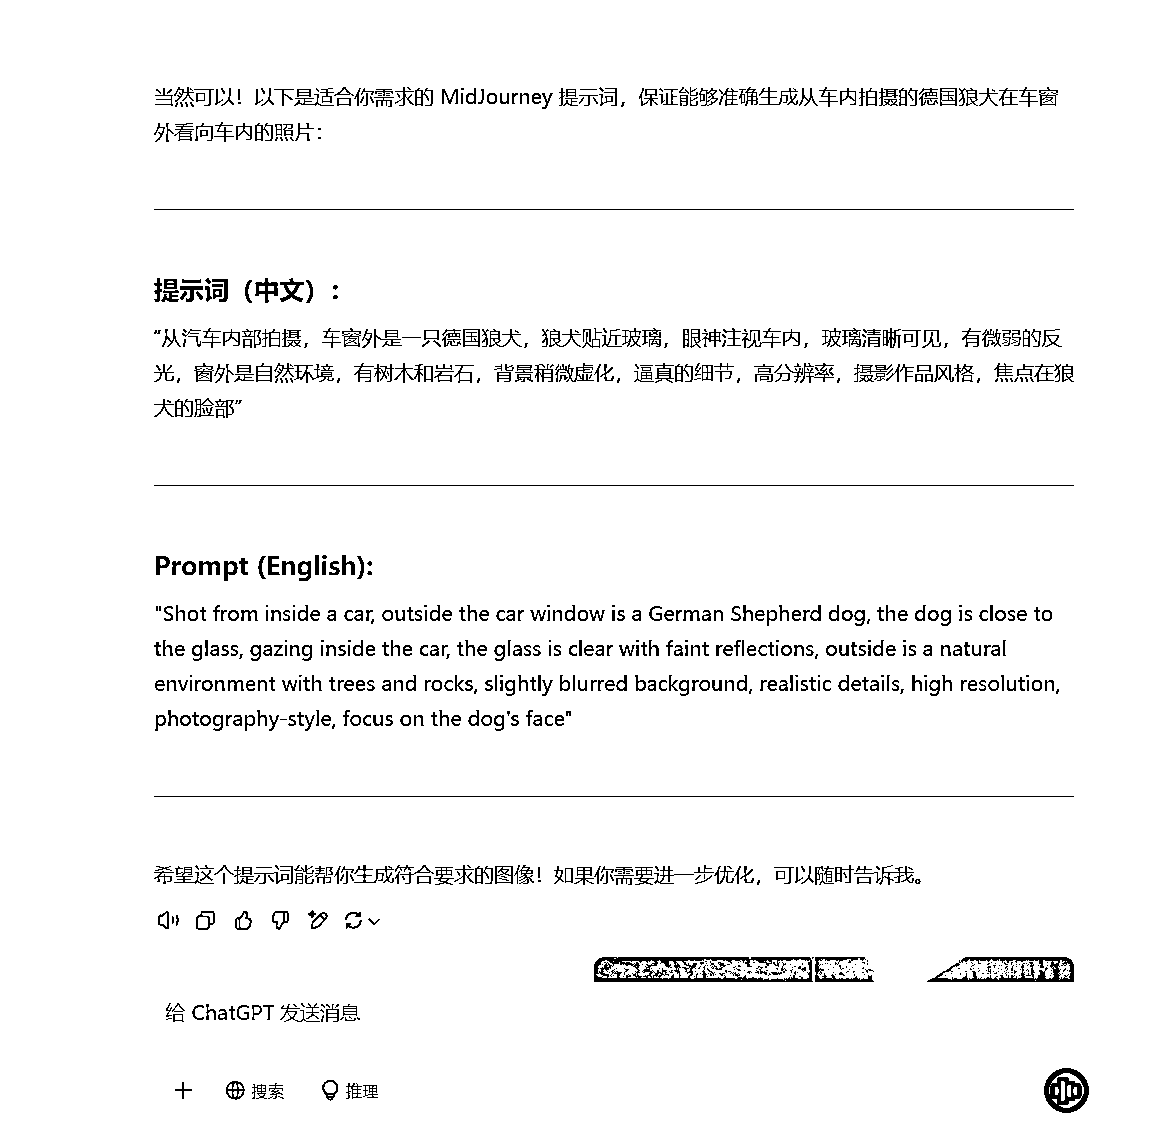 当然可以！以下是适合你需求的 MidJourney 提示词，保证能够准确生成从车内拍摄的德国狼犬在车窗
外看向车内的照片：
提示词（中文）：
“从汽车内部拍摄，车窗外是一只德国狼犬，狼犬贴近玻璃，眼神注视车内，玻璃清晰可见，有微弱的反
光，窗外是自然环境，有树木和岩石，背景稍微虚化，逼真的细节，高分辨率，摄影作品风格，焦点在狼
犬的脸部”
Prompt (English):
"Shot from inside a car, outside the car window is a German Shepherd dog, the dog is close to
the glass, gazing inside the car, the glass is clear with faint reflections, outside is a natural
environment with trees and rocks, slightly blurred background, realistic details, high resolution,
photography-style, focus on the dog's face"
希望这个提示词能帮你生成符合要求的图像！如果你需要进一步优化，可以随时告诉我。
给 ChatGPT 发送消息
搜索
推理